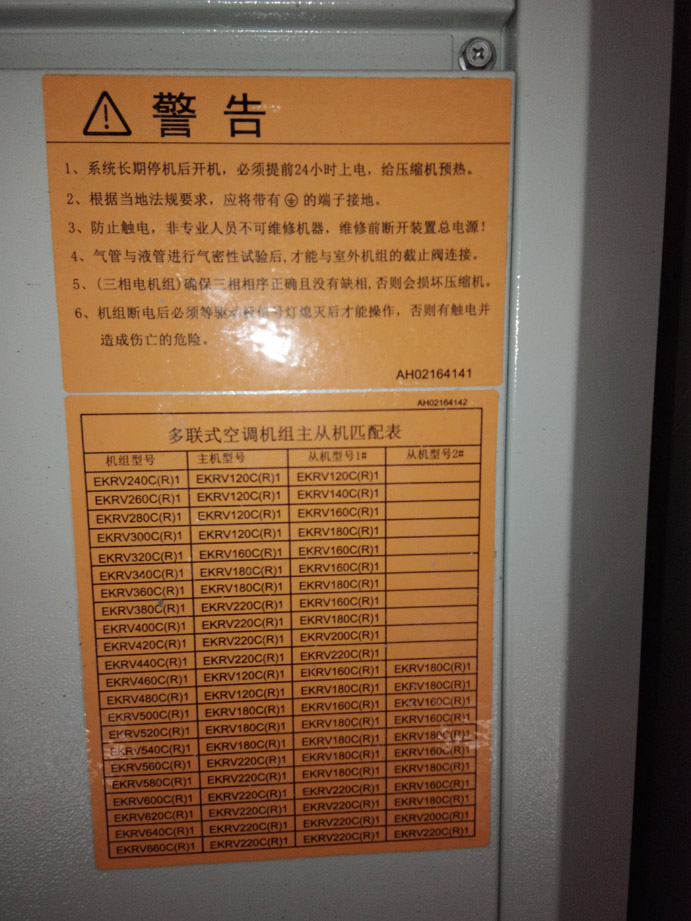 警告
1、系统长期停机后开机，必须提前24小时上电，给压缩机预热。
2、根据当地法规要求，应将带有⏚的端子接地。
3、防止触电，非专业人员不可维修机器，维修前断开装置总电源！
4、气管与液管进行气密性试验后,才能与室外机组的截止阀连接。
5、(三相电机组)确保三相相序正确且没有缺相,否则会损坏压缩机。
6、机组断电后必须等驱动板信号灯熄灭后才能操作，否则有触电并
造成伤亡的危险。
AH02164141
AH02164142
多联式空调机组主从机匹配表
机组型号 主机型号 从机型号1# 从机型号2#
EKRV240C(R)1 EKRV120C(R)1 EKRV120C(R)1
EKRV260C(R)1 EKRV120C(R)1 EKRV140C(R)1
EKRV280C(R)1 EKRV120C(R)1 EKRV160C(R)1
EKRV300C(R)1 EKRV120C(R)1 EKRV180C(R)1
EKRV320C(R)1 EKRV160C(R)1 EKRV160C(R)1
EKRV340C(R)1 EKRV180C(R)1 EKRV160C(R)1
EKRV360C(R)1 EKRV180C(R)1 EKRV180C(R)1
EKRV380C(R)1 EKRV220C(R)1 EKRV160C(R)1
EKRV400C(R)1 EKRV220C(R)1 EKRV180C(R)1
EKRV420C(R)1 EKRV220C(R)1 EKRV200C(R)1
EKRV440C(R)1 EKRV220C(R)1 EKRV220C(R)1
EKRV460C(R)1 EKRV120C(R)1 EKRV160C(R)1 EKRV180C(R)1
EKRV480C(R)1 EKRV120C(R)1 EKRV180C(R)1 EKRV180C(R)1
EKRV500C(R)1 EKRV180C(R)1 EKRV160C(R)1 EKRV160C(R)1
EKRV520C(R)1 EKRV180C(R)1 EKRV180C(R)1 EKRV160C(R)1
EKRV540C(R)1 EKRV180C(R)1 EKRV180C(R)1 EKRV180C(R)1
EKRV560C(R)1 EKRV220C(R)1 EKRV180C(R)1 EKRV160C(R)1
EKRV580C(R)1 EKRV220C(R)1 EKRV180C(R)1 EKRV180C(R)1
EKRV600C(R)1 EKRV220C(R)1 EKRV220C(R)1 EKRV160C(R)1
EKRV620C(R)1 EKRV220C(R)1 EKRV220C(R)1 EKRV180C(R)1
EKRV640C(R)1 EKRV220C(R)1 EKRV220C(R)1 EKRV200C(R)1
EKRV660C(R)1 EKRV220C(R)1 EKRV220C(R)1 EKRV220C(R)1